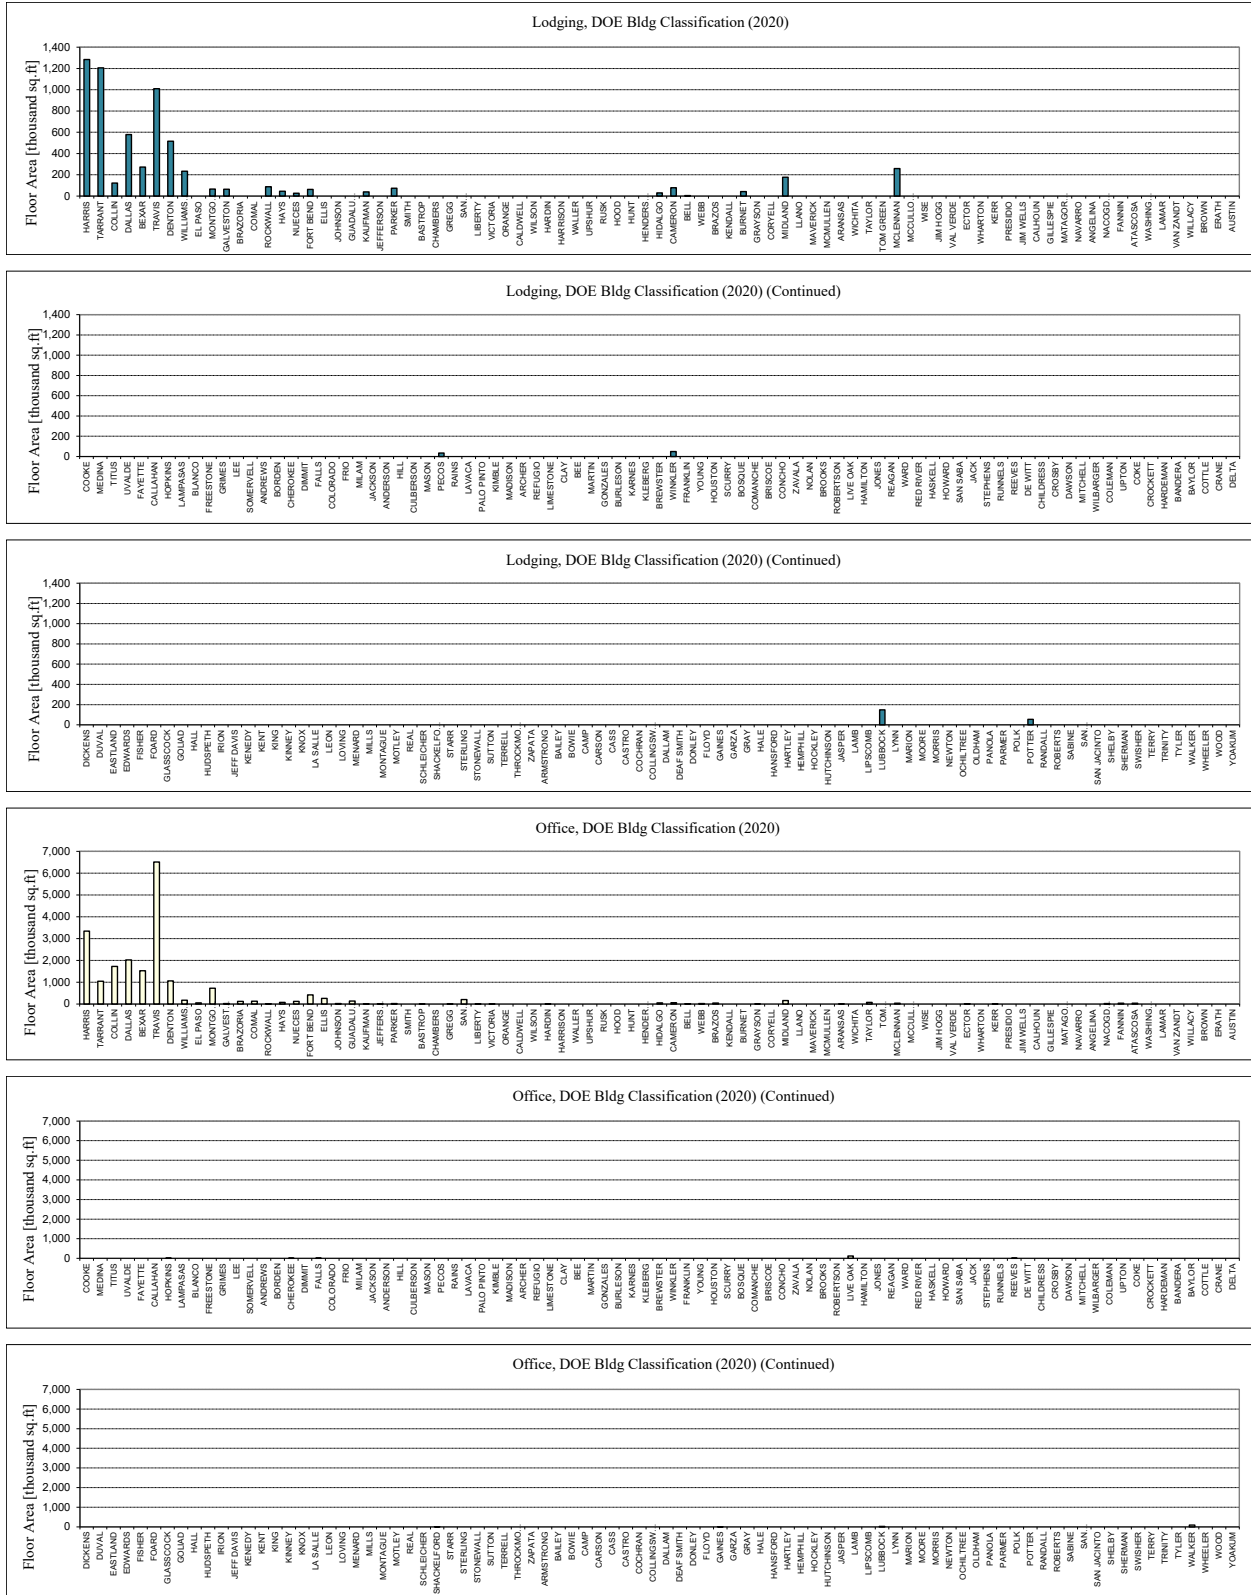 Lodging, DOE Bldg Classification (2020)
Floor Area [thousand sq.ft]
1,400
1,200
1,000
800
600
400
200
0
HARRIS TARRANT COLLIN DALLAS BEXAR TRAVIS DENTON WILLIAMS.. EL PASO MONTGO.. GALVESTON BRAZORIA COMAL ROCKWALL HAYS NUECES FORT BEND ELLIS JOHNSON GUADALU.. KAUFMAN JEFFERSON PARKER SMITH BASTROP CHAMBERS GREGG SAN.. LIBERTY VICTORIA ORANGE CALDWELL WILSON HARDIN HARRISON WALLER UPSHUR RUSK HOOD HUNT HENDERS.. HIDALGO CAMERON BELL WEBB BRAZOS KENDALL BURNET GRAYSON CORYELL MIDLAND LLANO MAVERICK MCMULLEN ARANSAS WICHITA TAYLOR TOM GREEN MCLENNAN MCCULLO.. WISE JIM HOGG VAL VERDE ECTOR WHARTON KERR PRESIDIO JIM WELLS CALHOUN GILLESPIE MATAGOR.. NAVARRO ANGELINA NACOGD.. FANNIN ATASCOSA WASHING.. LAMAR VAN ZANDT WILLACY BROWN ERATH AUSTIN
Lodging, DOE Bldg Classification (2020) (Continued)
Floor Area [thousand sq.ft]
1,400
1,200
1,000
800
600
400
200
0
COOKE MEDINA TITUS UVALDE FAYETTE CALLAHAN HOPKINS LAMPASAS BLANCO FREESTONE GRIMES LEE SOMERVELL ANDREWS BORDEN CHEROKEE DIMMIT FALLS COLORADO FRIO MILAM JACKSON ANDERSON HILL CULBERSON MASON PECOS RAINS LAVACA PALO PINTO KIMBLE MADISON ARCHER REFUGIO LIMESTONE CLAY BEE MARTIN GONZALES BURLESON KARNES KLEBERG BREWSTER WINKLER FRANKLIN YOUNG HOUSTON SCURRY BOSQUE COMANCHE BRISCOE CONCHO ZAVALA NOLAN BROOKS ROBERTSON LIVE OAK HAMILTON JONES REAGAN WARD RED RIVER HASKELL HOWARD SAN SABA JACK STEPHENS RUNNELS REEVES DE WITT CHILDRESS CROSBY DAWSON MITCHELL WILBARGER COLEMAN UPTON COKE CROCKETT HARDEMAN BANDERA BAYLOR COTTLE CRANE DELTA
Lodging, DOE Bldg Classification (2020) (Continued)
Floor Area [thousand sq.ft]
1,400
1,200
1,000
800
600
400
200
0
DICKENS DUVAL EASTLAND EDWARDS FISHER FOARD GLASSCOCK GOLIAD HALL HUDSPETH IRION JEFF DAVIS KENEDY KENT KING KINNEY KNOX LA SALLE LEON LOVING MENARD MILLS MONTAGUE MOTLEY REAL SCHLEICHER SHACKELFO.. STARR STERLING STONEWALL SUTTON TERRELL THROCKMO.. ZAPATA ARMSTRONG BAILEY BOWIE CAMP CARSON CASS CASTRO COCHRAN COLLINGSW.. DALLAM DEAF SMITH DONLEY FLOYD GAINES GARZA GRAY HALE HANSFORD HARTLEY HEMPHILL HOCKLEY HUTCHINSON JASPER LAMB LIPSCOMB LUBBOCK LYNN MARION MOORE MORRIS NEWTON OCHILTREE OLDHAM PANOLA PARMER POLK POTTER RANDALL ROBERTS SABINE SAN.. SAN JACINTO SHELBY SHERMAN SWISHER TERRY TRINITY TYLER WALKER WHEELER WOOD YOAKUM
Office, DOE Bldg Classification (2020)
Floor Area [thousand sq.ft]
7,000
6,000
5,000
4,000
3,000
2,000
1,000
0
HARRIS TARRANT COLLIN DALLAS BEXAR TRAVIS DENTON WILLIAMS.. EL PASO MONTGO.. GALVEST.. BRAZORIA COMAL ROCKWALL HAYS NUECES FORT BEND ELLIS JOHNSON GUADALU.. KAUFMAN JEFFERS.. PARKER SMITH BASTROP CHAMBERS GREGG SAN.. LIBERTY VICTORIA ORANGE CALDWELL WILSON HARDIN HARRISON WALLER UPSHUR RUSK HOOD HUNT HENDER.. HIDALGO CAMERON BELL WEBB BRAZOS KENDALL BURNET GRAYSON CORYELL MIDLAND LLANO MAVERICK MCMULLEN ARANSAS WICHITA TAYLOR TOM.. MCLENNAN MCCULL.. WISE JIM HOGG VAL VERDE ECTOR WHARTON KERR PRESIDIO JIM WELLS CALHOUN GILLESPIE MATAGO.. NAVARRO ANGELINA NACOGD.. FANNIN ATASCOSA WASHING.. LAMAR VAN ZANDT WILLACY BROWN ERATH AUSTIN
Office, DOE Bldg Classification (2020) (Continued)
Floor Area [thousand sq.ft]
7,000
6,000
5,000
4,000
3,000
2,000
1,000
0
COOKE MEDINA TITUS UVALDE FAYETTE CALLAHAN HOPKINS LAMPASAS BLANCO FREESTONE GRIMES LEE SOMERVELL ANDREWS BORDEN CHEROKEE DIMMIT FALLS COLORADO FRIO MILAM JACKSON ANDERSON HILL CULBERSON MASON PECOS RAINS LAVACA PALO PINTO KIMBLE MADISON ARCHER REFUGIO LIMESTONE CLAY BEE MARTIN GONZALES BURLESON KARNES KLEBERG BREWSTER WINKLER FRANKLIN YOUNG HOUSTON SCURRY BOSQUE COMANCHE BRISCOE CONCHO ZAVALA NOLAN BROOKS ROBERTSON LIVE OAK HAMILTON JONES REAGAN WARD RED RIVER HASKELL HOWARD SAN SABA JACK STEPHENS RUNNELS REEVES DE WITT CHILDRESS CROSBY DAWSON MITCHELL WILBARGER COLEMAN UPTON COKE CROCKETT HARDEMAN BANDERA BAYLOR COTTLE CRANE DELTA
Office, DOE Bldg Classification (2020) (Continued)
Floor Area [thousand sq.ft]
7,000
6,000
5,000
4,000
3,000
2,000
1,000
0
DICKENS DUVAL EASTLAND EDWARDS FISHER FOARD GLASSCOCK GOLIAD HALL HUDSPETH IRION JEFF DAVIS KENEDY KENT KING KINNEY KNOX LA SALLE LEON LOVING MENARD MILLS MONTAGUE MOTLEY REAL SCHLEICHER SHACKELFORD STARR STERLING STONEWALL SUTTON TERRELL THROCKMO.. ZAPATA ARMSTRONG BAILEY BOWIE CAMP CARSON CASS CASTRO COCHRAN COLLINGSW.. DALLAM DEAF SMITH DONLEY FLOYD GAINES GARZA GRAY HALE HANSFORD HARTLEY HEMPHILL HOCKLEY HUTCHINSON JASPER LAMB LIPSCOMB LUBBOCK LYNN MARION MOORE MORRIS NEWTON OCHILTREE OLDHAM PANOLA PARMER POLK POTTER RANDALL ROBERTS SABINE SAN.. SAN JACINTO SHELBY SHERMAN SWISHER TERRY TRINITY TYLER WALKER WHEELER WOOD YOAKUM